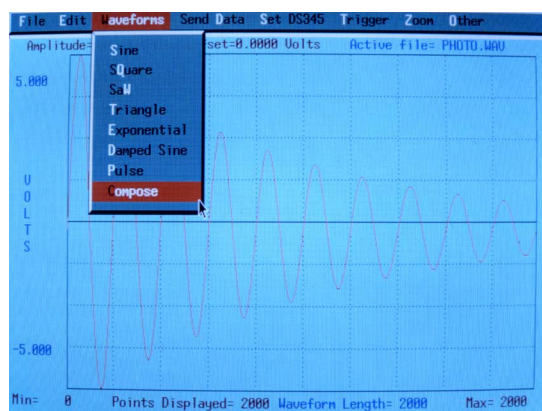 File Edit Waveforms Send Data Set DS345 Trigger Zoom Other
Amplitude= set=0.0000 Volts Active file= PHOTO.WAV
Sine
SQuare
SaW
Triangle
Exponential
Damped Sine
Pulse
Compose
5.000
VOLTS
-5.000
Min= 0 Points Displayed= 2000 Waveform Length= 2000 Max= 2000